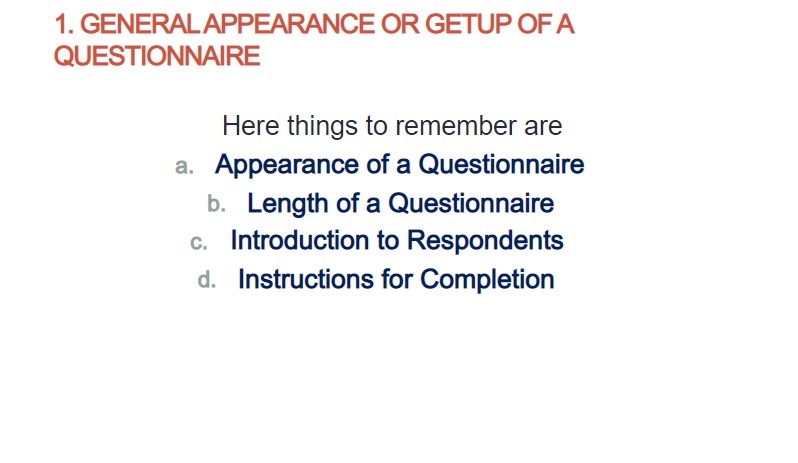 1. GENERAL APPEARANCE OR GETUP OF A
QUESTIONNAIRE
Here things to remember are
a. Appearance of a Questionnaire
b. Length of a Questionnaire
c. Introduction to Respondents
d. Instructions for Completion